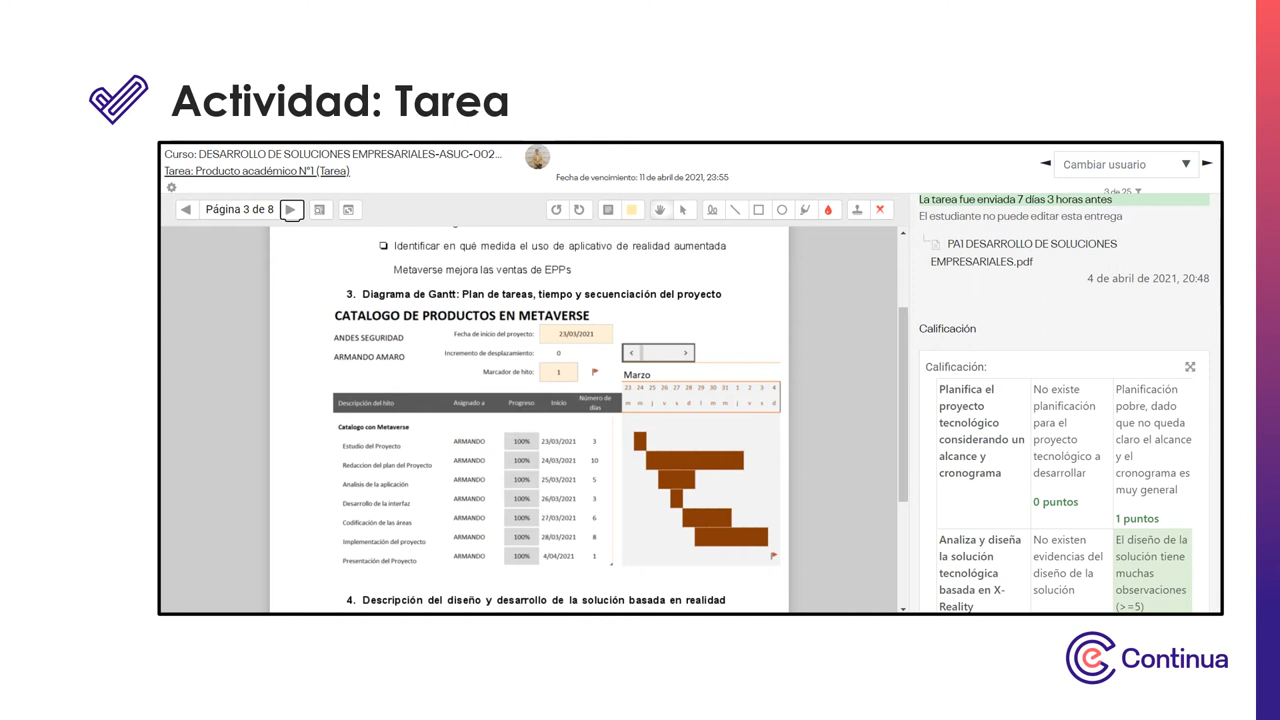 Actividad: Tarea
Curso: DESARROLLO DE SOLUCIONES EMPRESARIALES-ASUC-002...
Tarea: Producto académico N°1 (Tarea)
Fecha de vencimiento: 11 de abril de 2021, 23:55
Cambiar usuario
3 de 25
Página 3 de 8
Identificar en qué medida el uso de aplicativo de realidad aumentada
Metaverse mejora las ventas de EPPs
3. Diagrama de Gantt: Plan de tareas, tiempo y secuenciación del proyecto
CATALOGO DE PRODUCTOS EN METAVERSE
ANDES SEGURIDAD
ARMANDO AMARO
Fecha de inicio del proyecto: 23/03/2021
Incremento de desplazamiento: 0
Marcador de hito: 1
Marzo
23 24 25 26 27 28 29 30 31 1 2 3 4
m m j v s d l m m j v s d
Descripción del hito Asignado a Progreso Inicio Número de días
Catalogo con Metaverse
Estudio del Proyecto ARMANDO 100% 23/03/2021 3
Redaccion del plan del Proyecto ARMANDO 100% 24/03/2021 10
Analisis de la aplicación ARMANDO 100% 25/03/2021 5
Desarrollo de la interfaz ARMANDO 100% 26/03/2021 3
Codificación de las áreas ARMANDO 100% 27/03/2021 6
Implementación del proyecto ARMANDO 100% 28/03/2021 8
Presentación del Proyecto ARMANDO 100% 4/04/2021 1
4. Descripción del diseño y desarrollo de la solución basada en realidad
La tarea fue enviada 7 días 3 horas antes
El estudiante no puede editar esta entrega
PA1 DESARROLLO DE SOLUCIONES
EMPRESARIALES.pdf
4 de abril de 2021, 20:48
Calificación
Calificación:
Planifica el
proyecto
tecnológico
considerando un
alcance y
cronograma
No existe
planificación
para el
proyecto
tecnológico a
desarrollar
0 puntos
Planificación
pobre, dado
que no queda
claro el alcance
y el
cronograma es
muy general
1 puntos
Analiza y diseña
la solución
tecnológica
basada en X-
Reality
No existen
evidencias del
diseño de la
solución
El diseño de la
solución tiene
muchas
observaciones
(>=5)
Continua